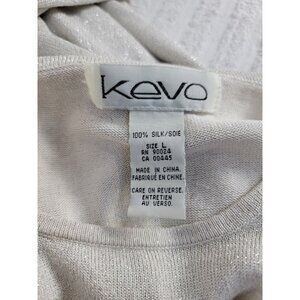 Kevo
100% SILK/SOIE
SIZE L
RN 90024
CA 00445
MADE IN CHINA.
FABRIQUÉ EN CHINE.
CARE ON REVERSE.
ENTRETIEN
AU VERSO.